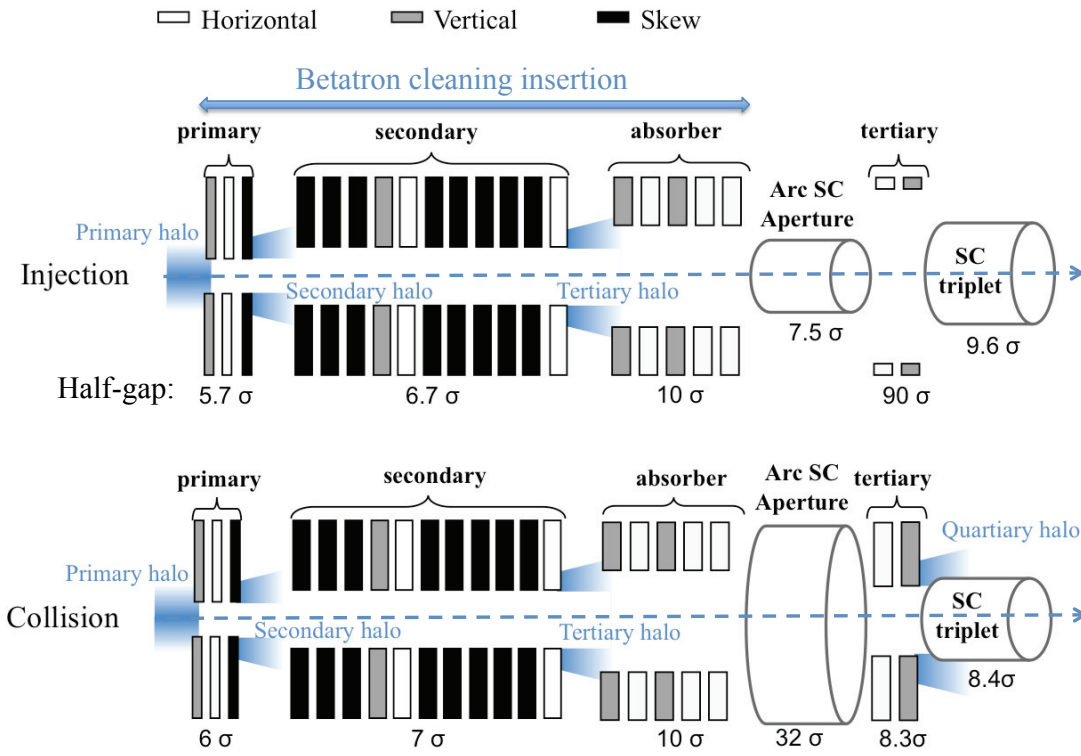 Horizontal Vertical Skew
Betatron cleaning insertion
primary secondary absorber tertiary
Arc SC
Aperture
Primary halo
Injection
SC
triplet
Secondary halo Tertiary halo
7.5 σ
9.6 σ
Half-gap: 5.7 σ 6.7 σ 10 σ 90 σ
primary secondary absorber Arc SC
Aperture tertiary
Quartiary halo
Primary halo
Collision
SC
triplet
Secondary halo Tertiary halo
8.4σ
6 σ 7 σ 10 σ 32 σ 8.3σ